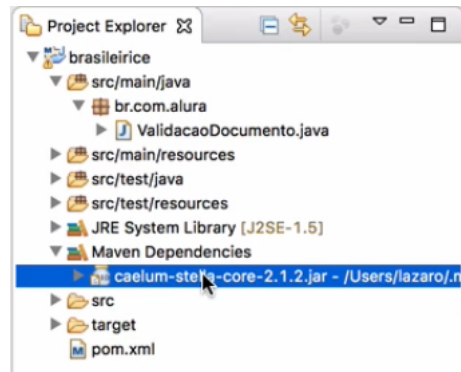 Project Explorer
brasileirice
src/main/java
br.com.alura
ValidacaoDocumento.java
src/main/resources
src/test/java
src/test/resources
JRE System Library [J2SE-1.5]
Maven Dependencies
caelum-stella-core-2.1.2.jar - /Users/lazaro/.m
src
target
pom.xml